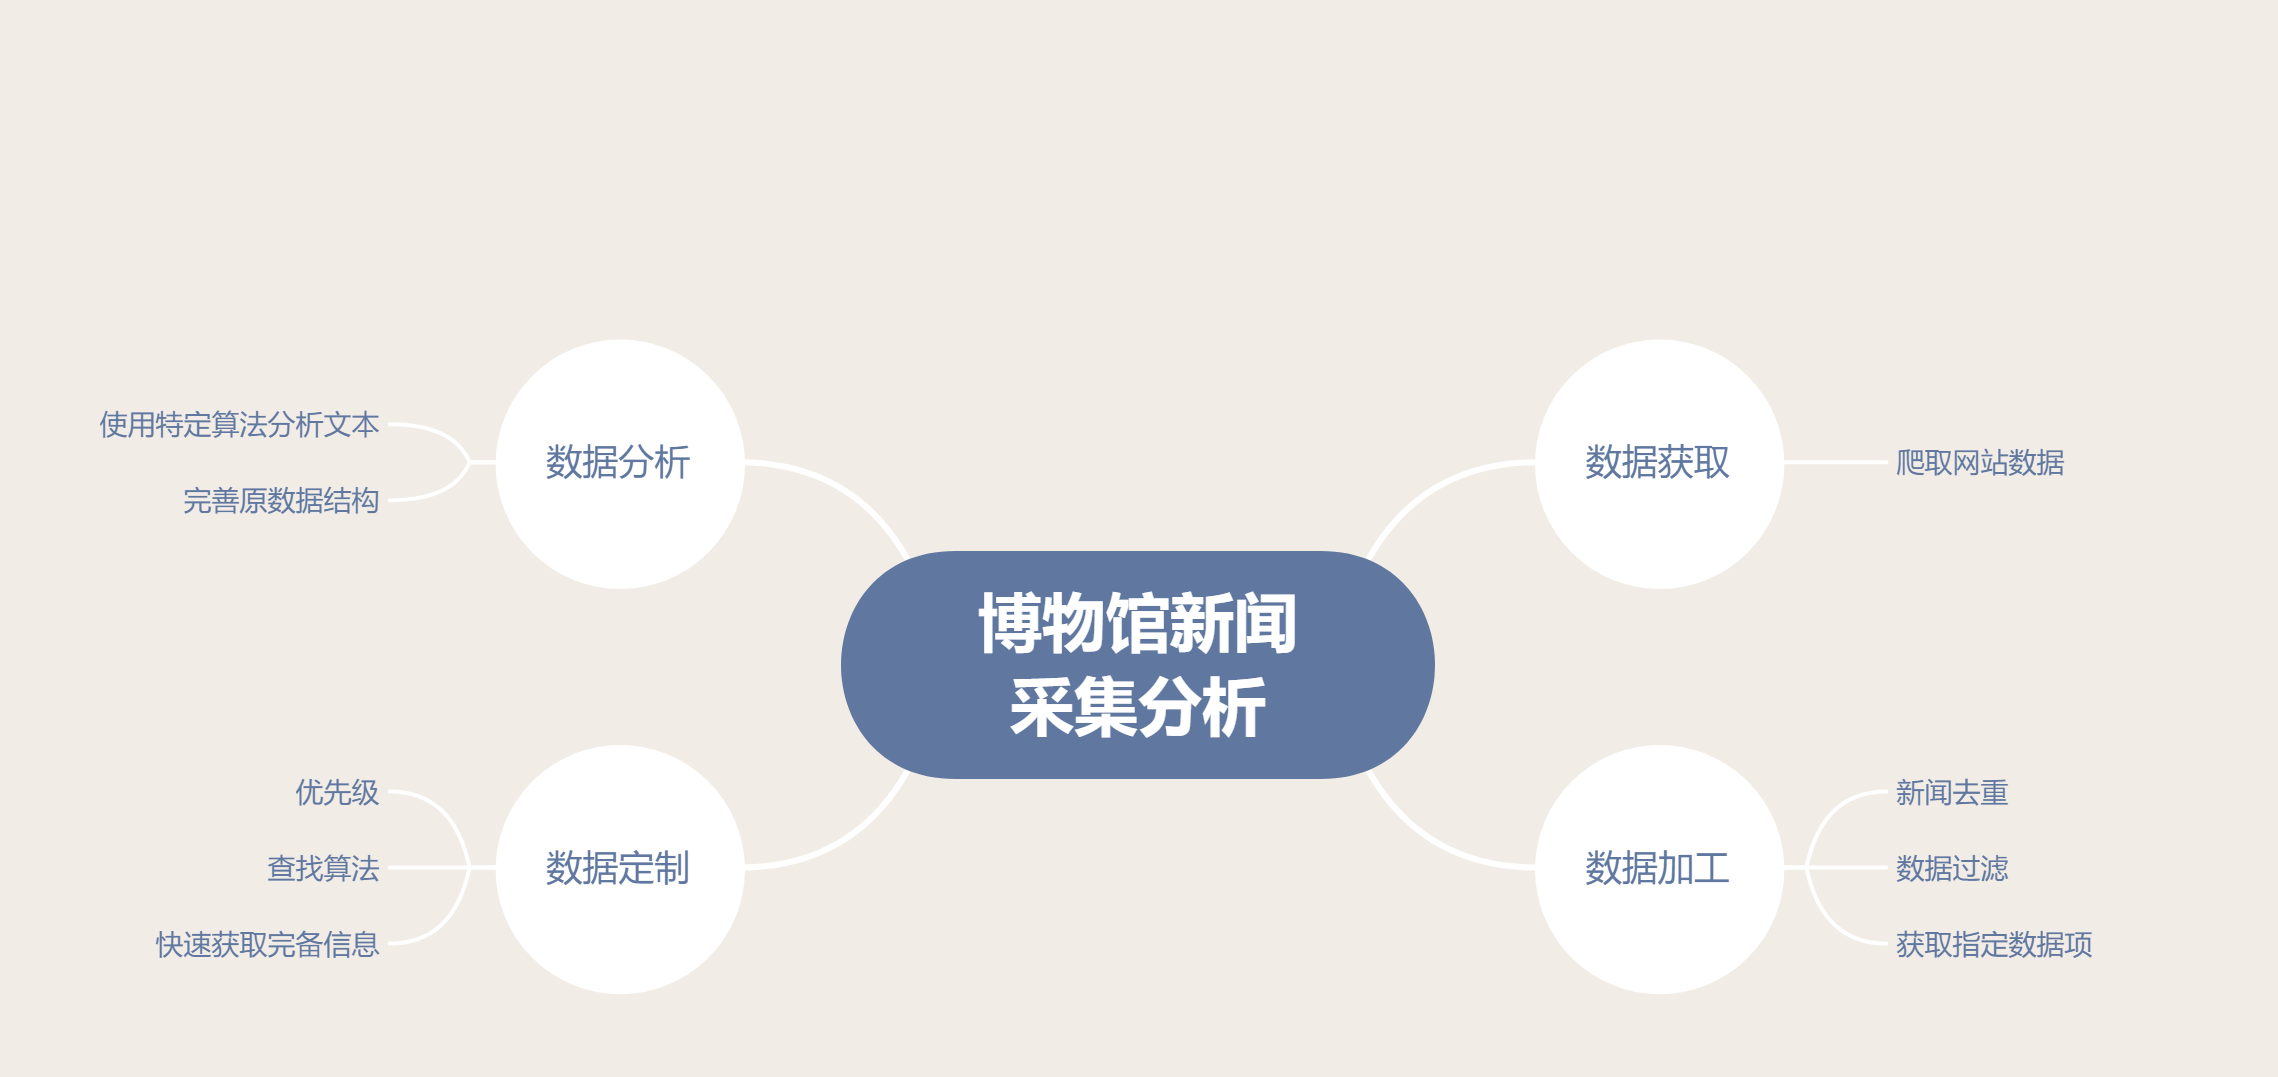 博物馆新闻
采集分析
数据获取
爬取网站数据
数据加工
新闻去重
数据过滤
获取指定数据项
数据分析
使用特定算法分析文本
完善原数据结构
数据定制
优先级
查找算法
快速获取完备信息